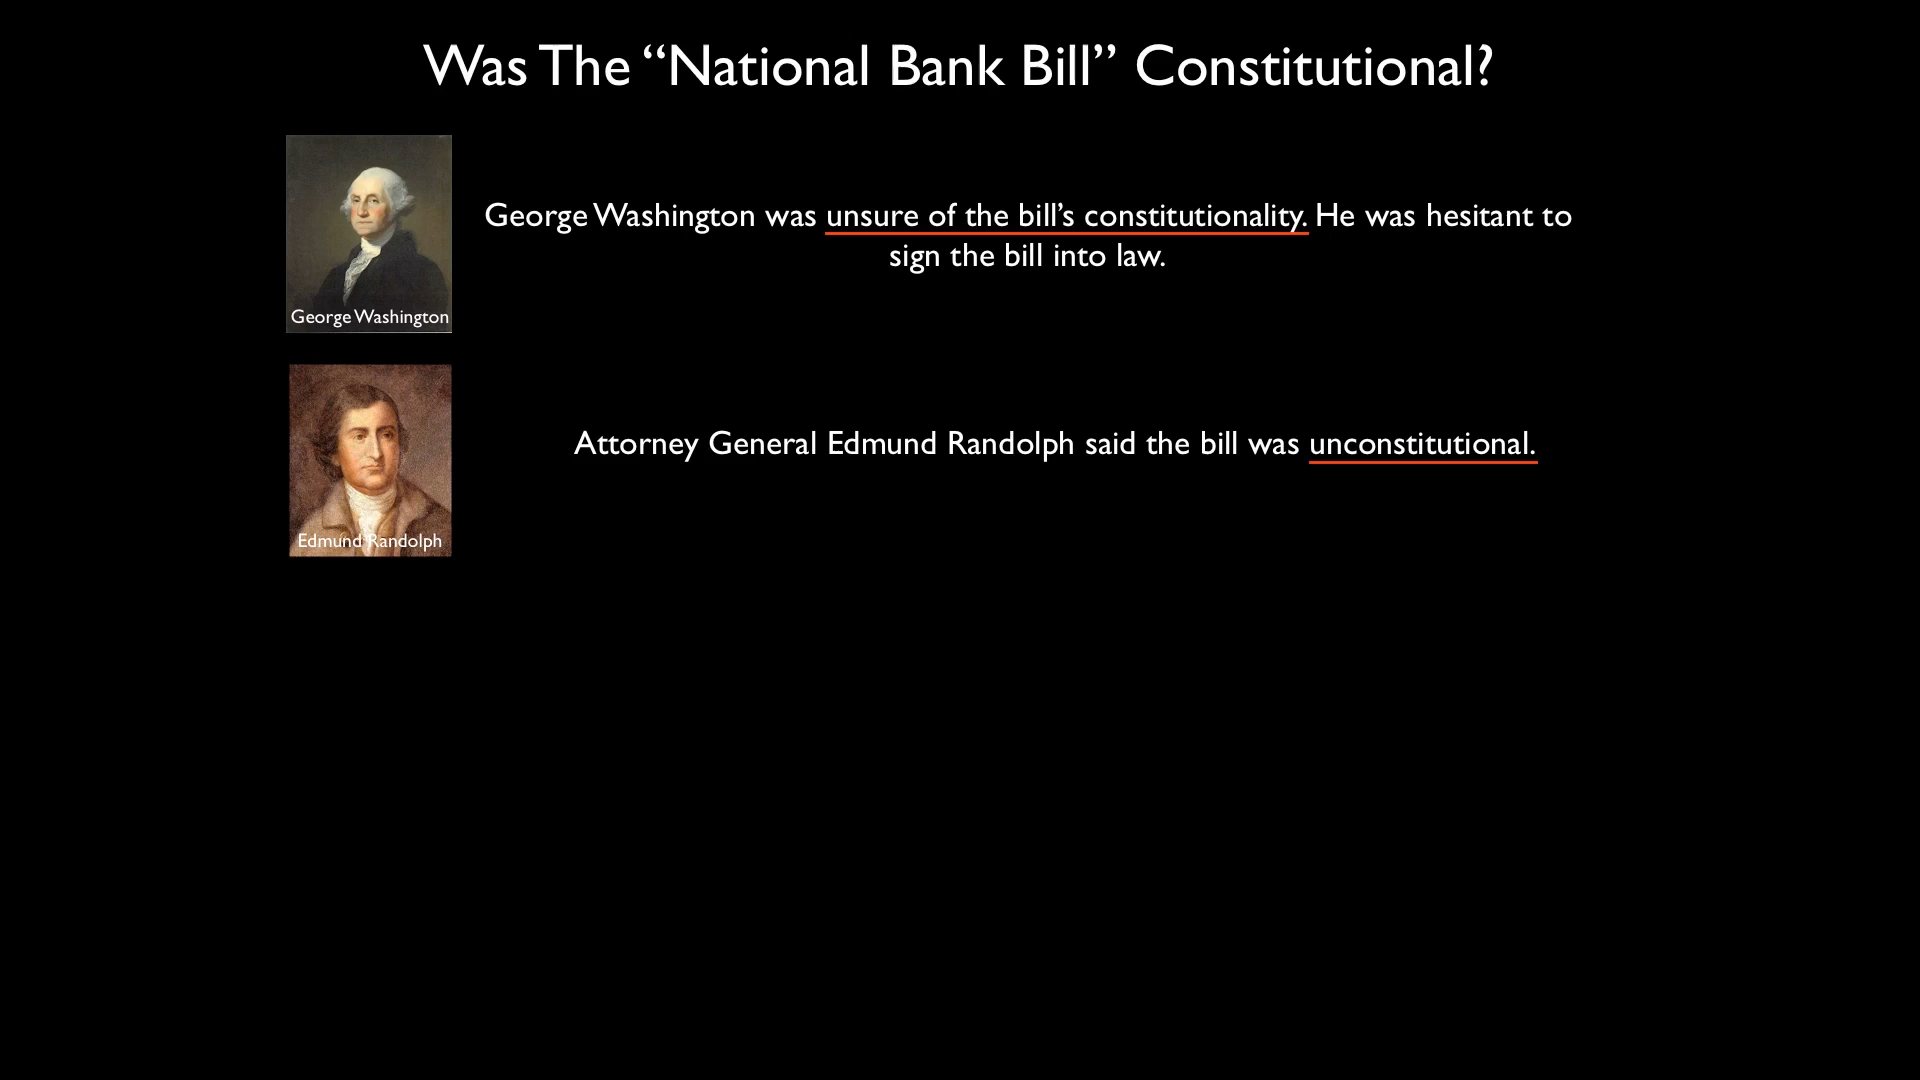 Was The “National Bank Bill” Constitutional?
George Washington was unsure of the bill’s constitutionality. He was hesitant to
sign the bill into law.
George Washington
Attorney General Edmund Randolph said the bill was unconstitutional.
Edmund Randolph